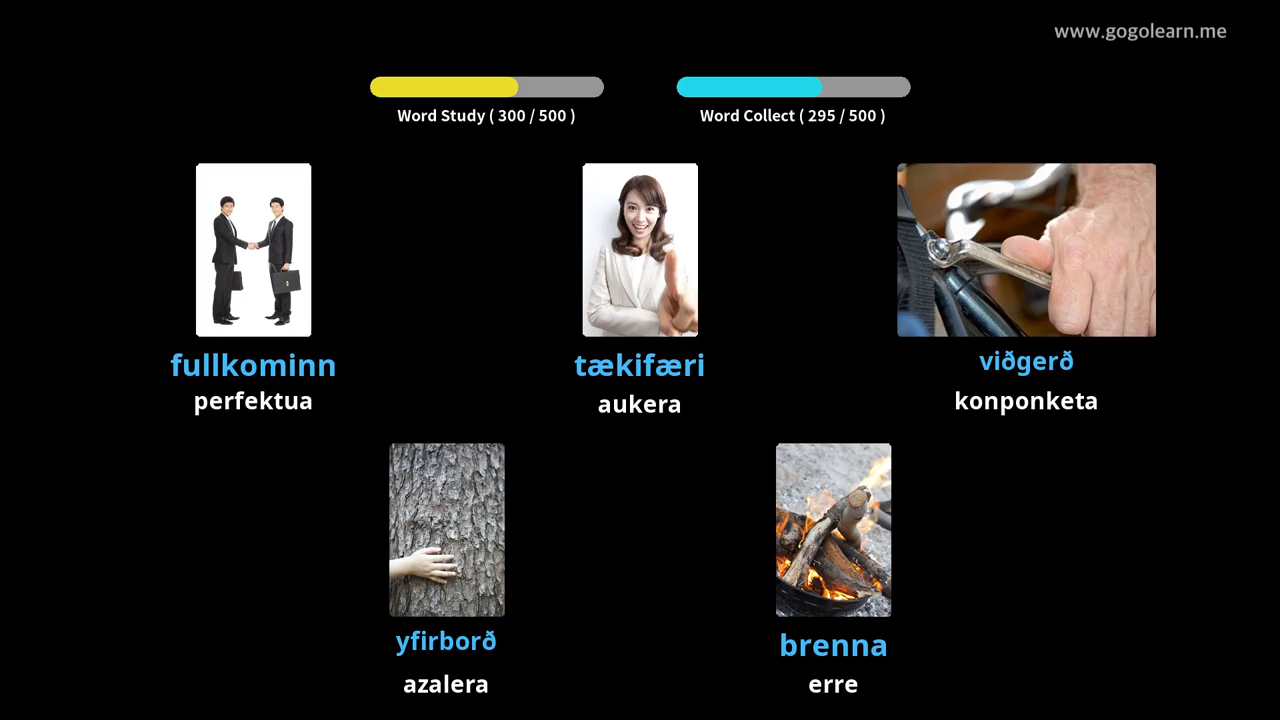 www.gogolearn.me
Word Study ( 300 / 500 )
Word Collect ( 295 / 500 )
fullkominn
perfektua
tækifæri
aukera
viðgerð
konponketa
yfirborð
azalera
brenna
erre